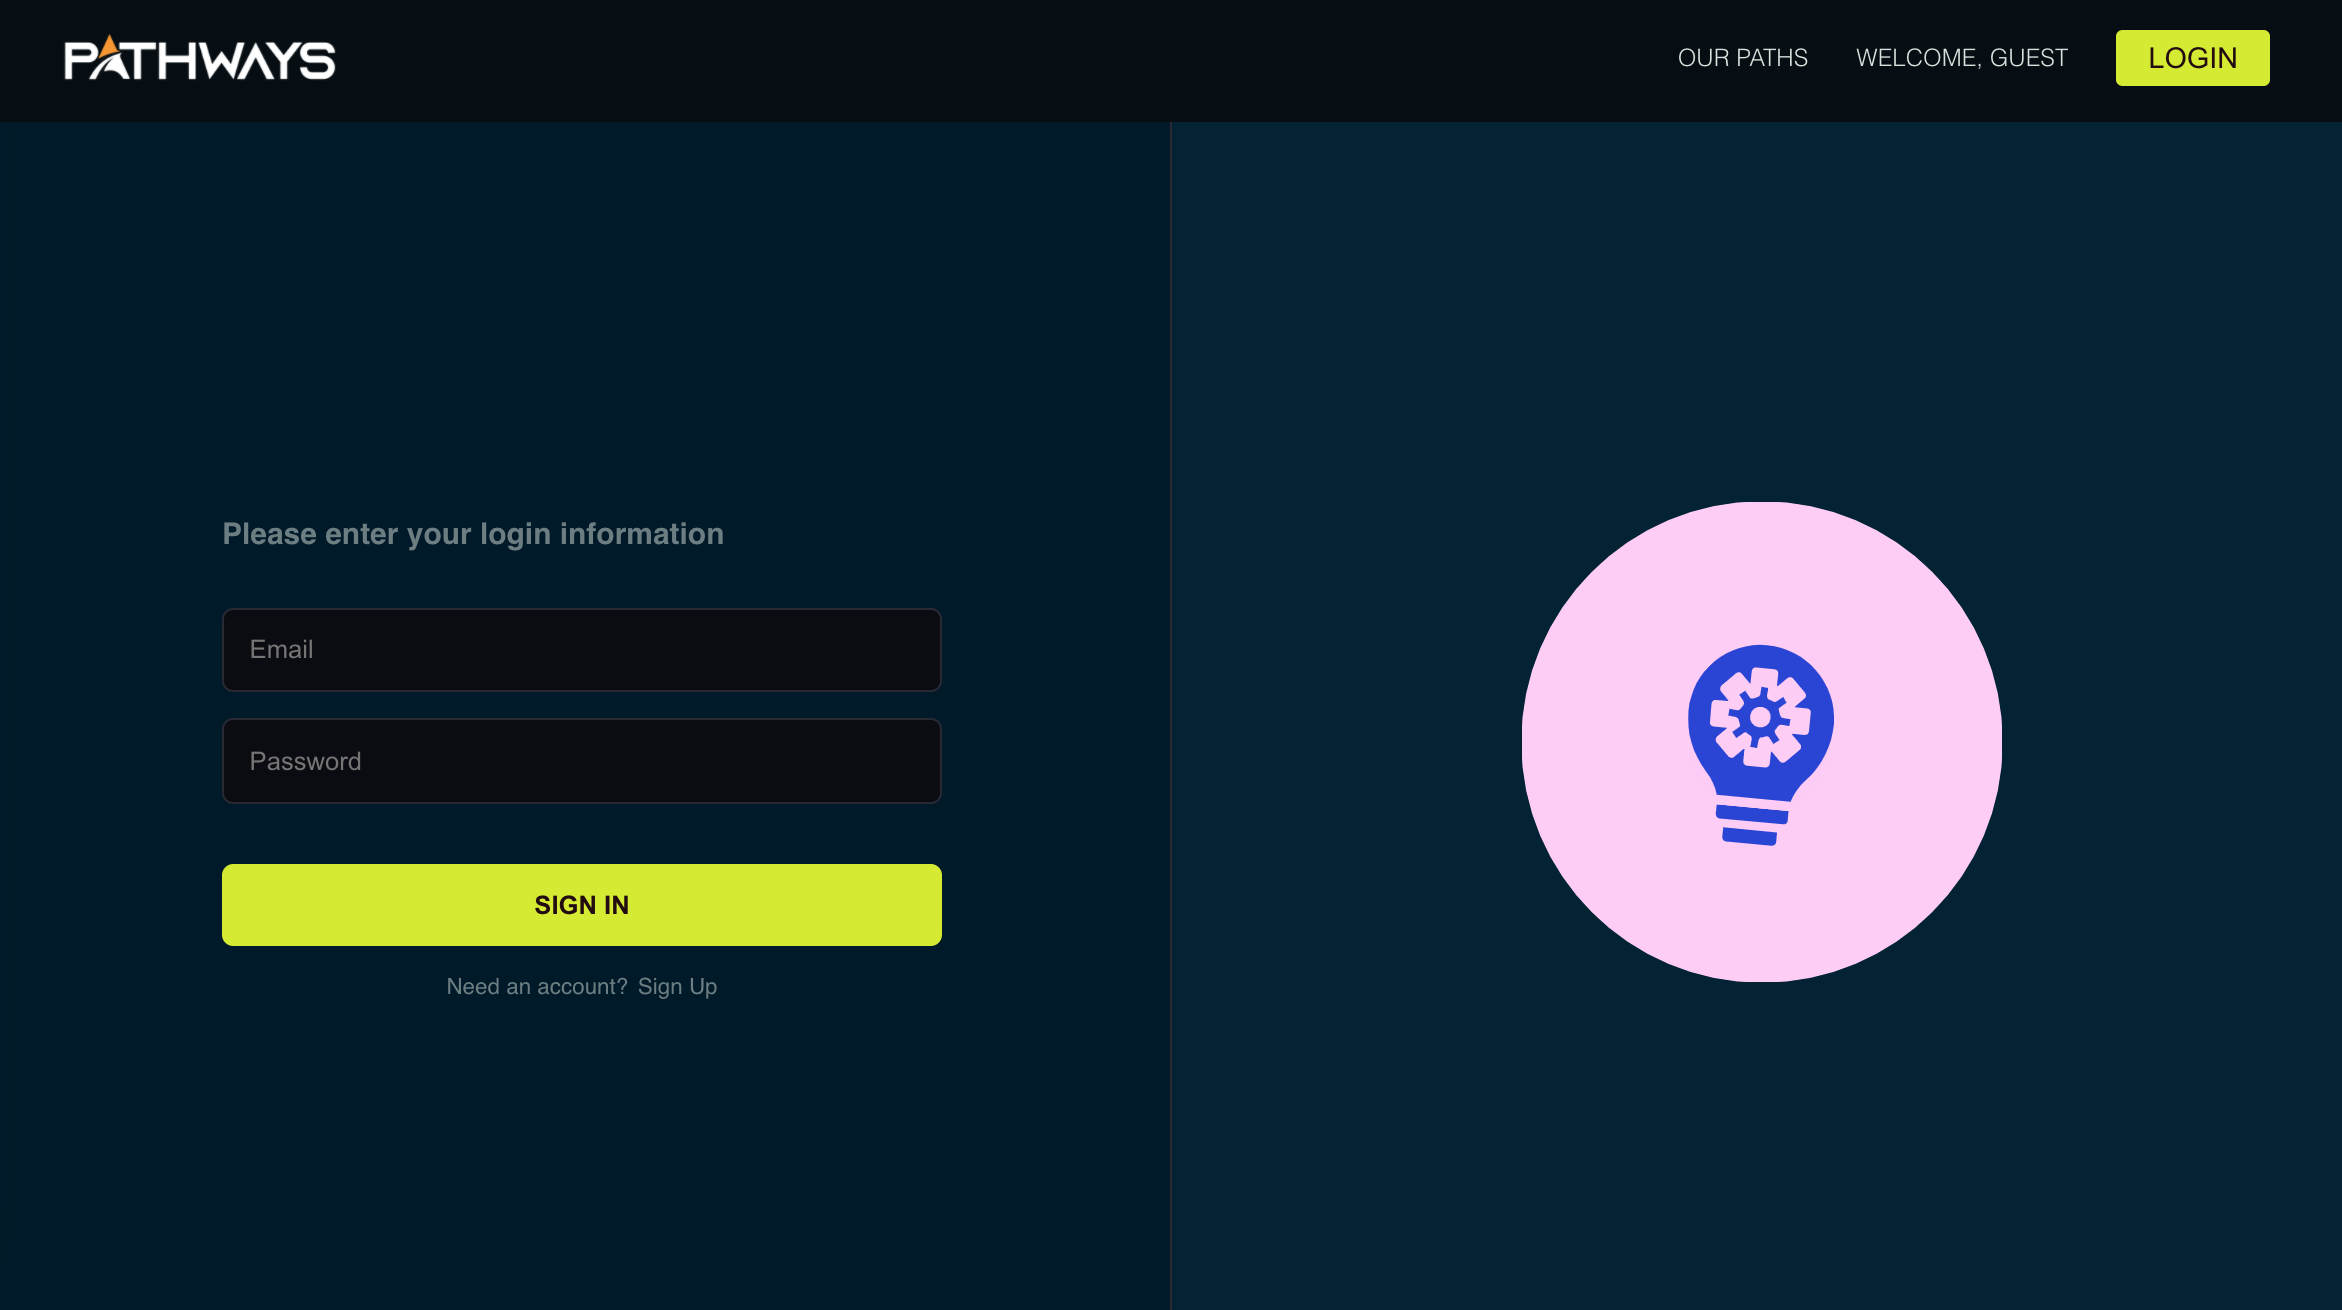 PATHWAYS
OUR PATHS
WELCOME, GUEST
LOGIN
Please enter your login information
Email
Password
SIGN IN
Need an account? Sign Up